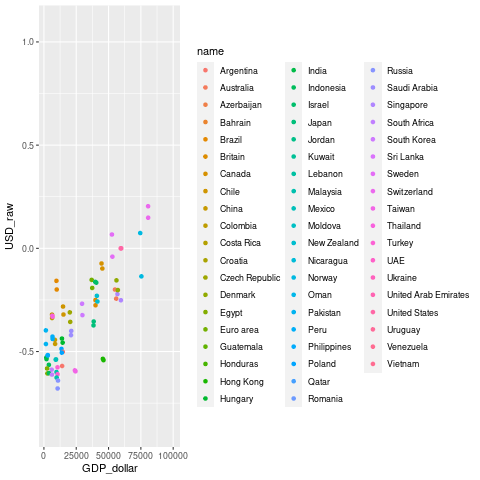 name
1.0
0.5
0.0
-0.5
USD_raw
0
25000
50000
75000
100000
GDP_dollar
Argentina
Australia
Azerbaijan
Bahrain
Brazil
Britain
Canada
Chile
China
Colombia
Costa Rica
Croatia
Czech Republic
Denmark
Egypt
Euro area
Guatemala
Honduras
Hong Kong
Hungary
India
Indonesia
Israel
Japan
Jordan
Kuwait
Lebanon
Malaysia
Mexico
Moldova
New Zealand
Nicaragua
Norway
Oman
Pakistan
Peru
Philippines
Poland
Qatar
Romania
Russia
Saudi Arabia
Singapore
South Africa
South Korea
Sri Lanka
Sweden
Switzerland
Taiwan
Thailand
Turkey
UAE
Ukraine
United Arab Emirates
United States
Uruguay
Venezuela
Vietnam